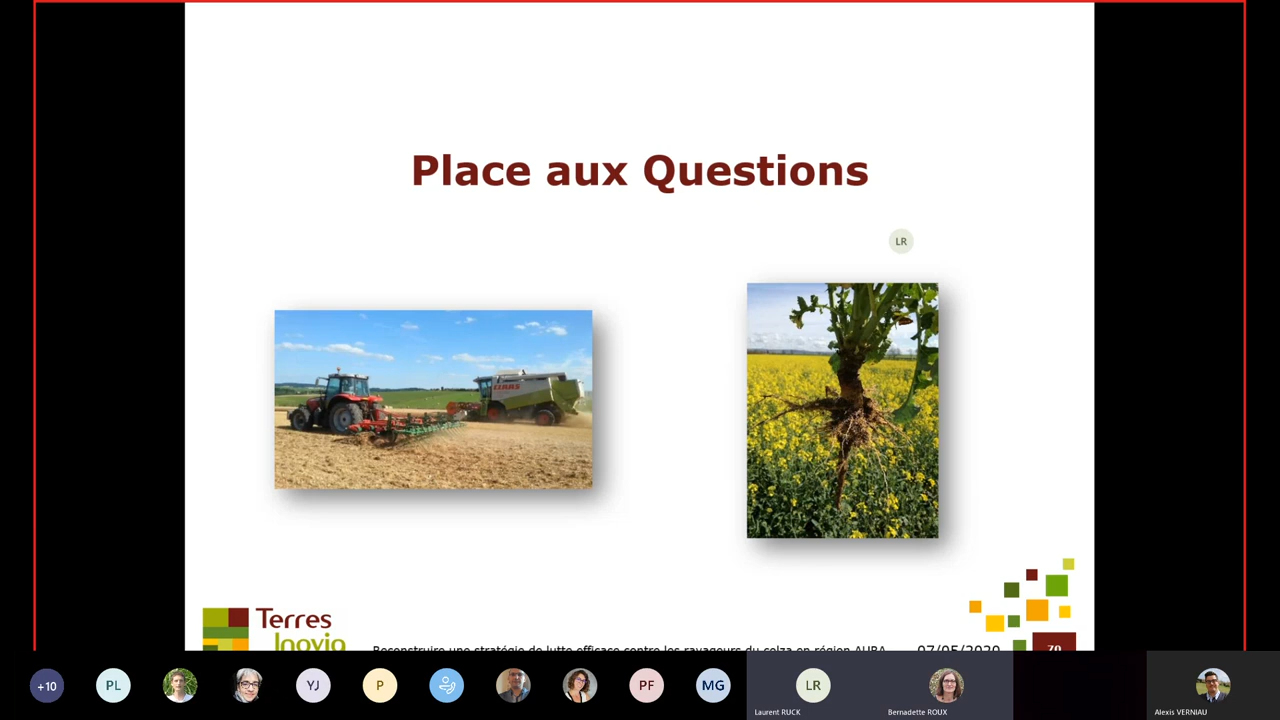 Place aux Questions
LR
CLAAS
Terres
Inovia
Reconstruire une stratégie de lutte efficace contre les ravageurs du colza en région AURA
07/05/2020
70
+10
PL
YJ
P
PF
MG
LR
Laurent RUCK
Bernadette ROUX
Alexis VERNIAU